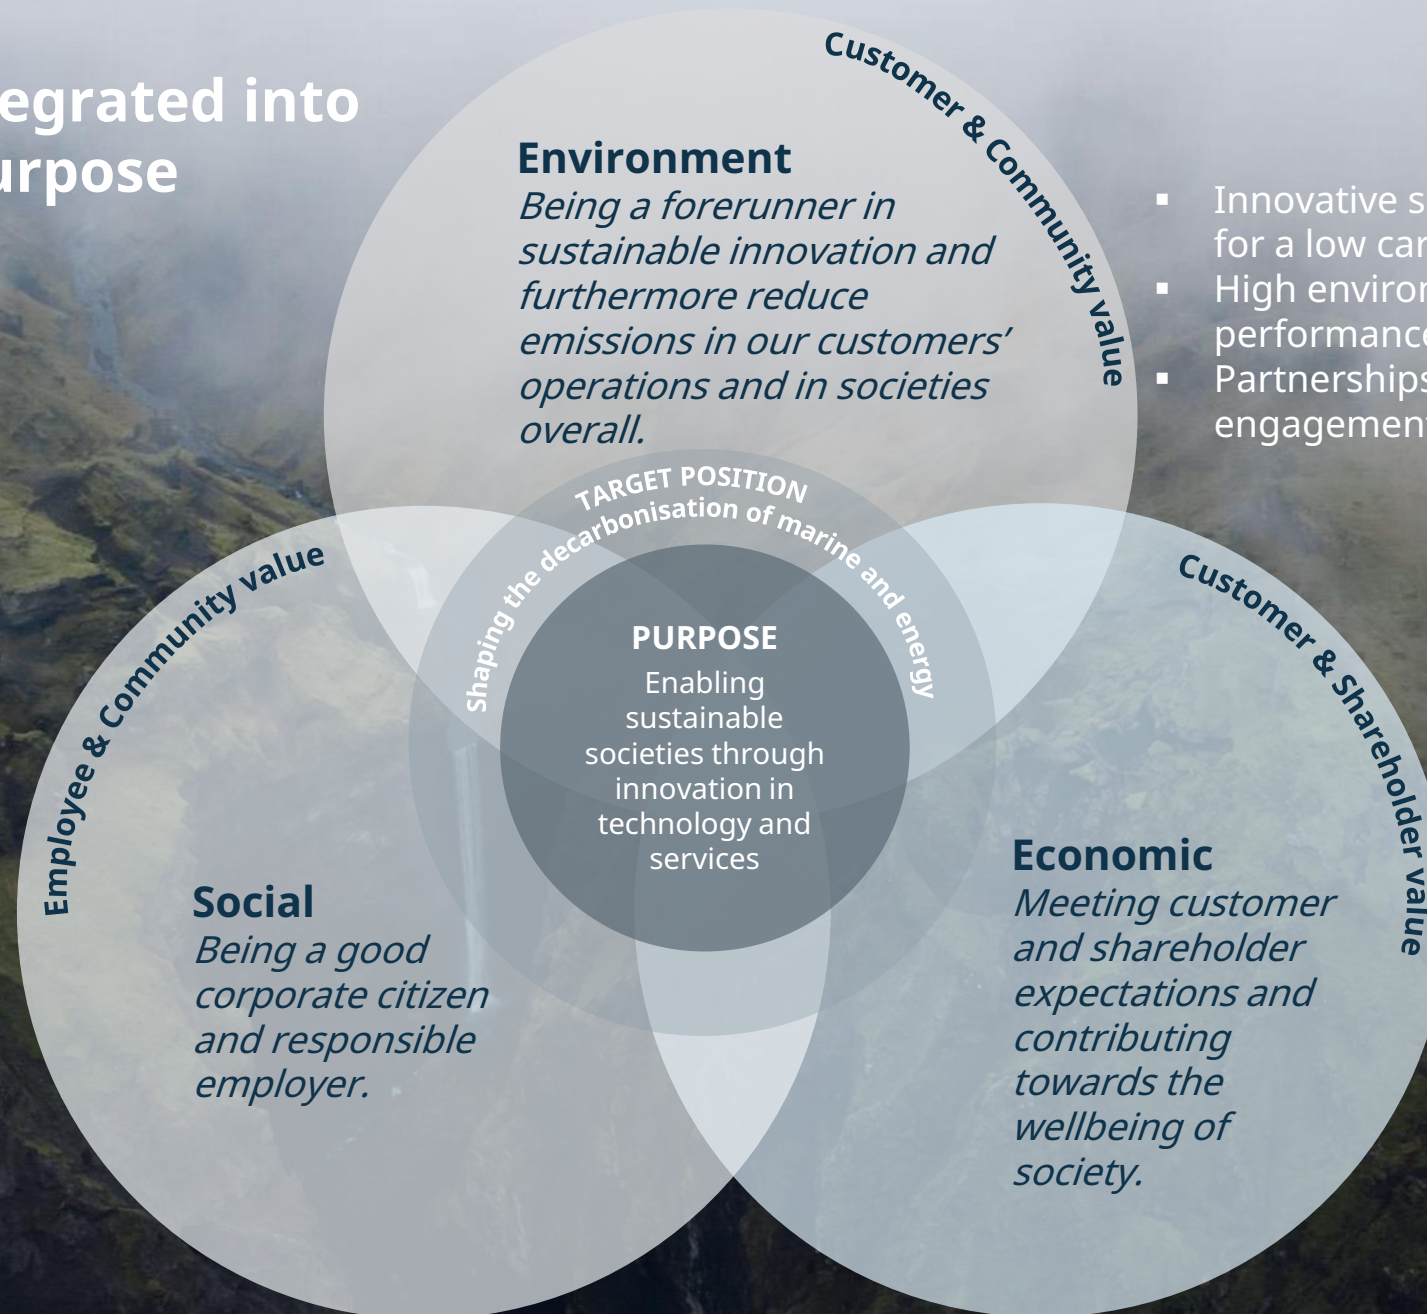 egrated into
urpose
Customer & Community value
Environment
Being a forerunner in
sustainable innovation and
furthermore reduce
emissions in our customers’
operations and in societies
overall.
▪ Innovative s
for a low car
▪ High environ
performance
▪ Partnerships
engagement
TARGET POSITION
Shaping the decarbonisation of marine and energy
PURPOSE
Enabling
sustainable
societies through
innovation in
technology and
services
Employee & Community value
Social
Being a good
corporate citizen
and responsible
employer.
Customer & Shareholder value
Economic
Meeting customer
and shareholder
expectations and
contributing
towards the
wellbeing of
society.